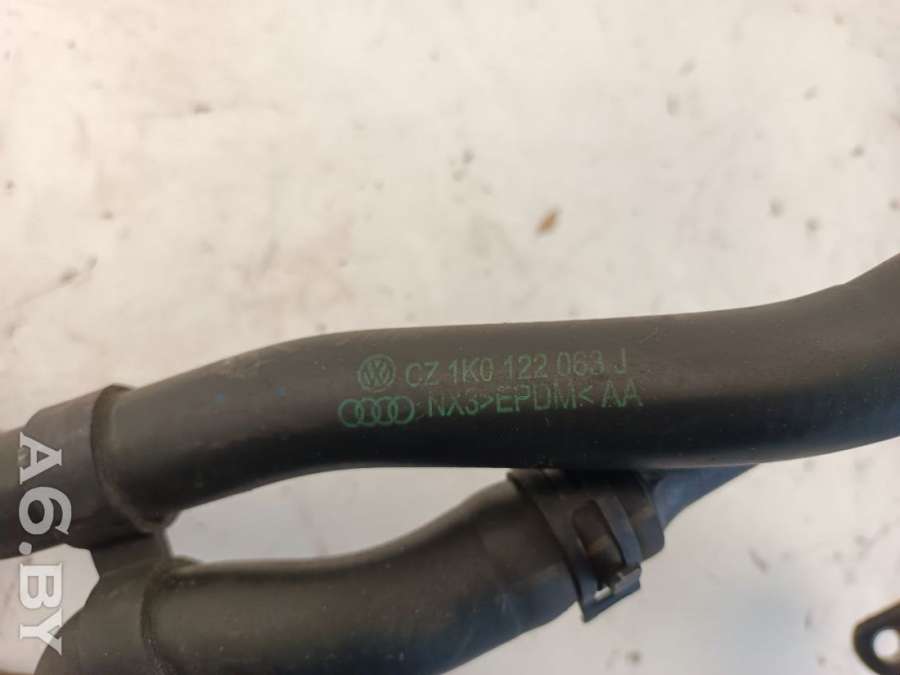 CZ 1K0 122 063 J
NX3>EPDM< AA
A6.BY